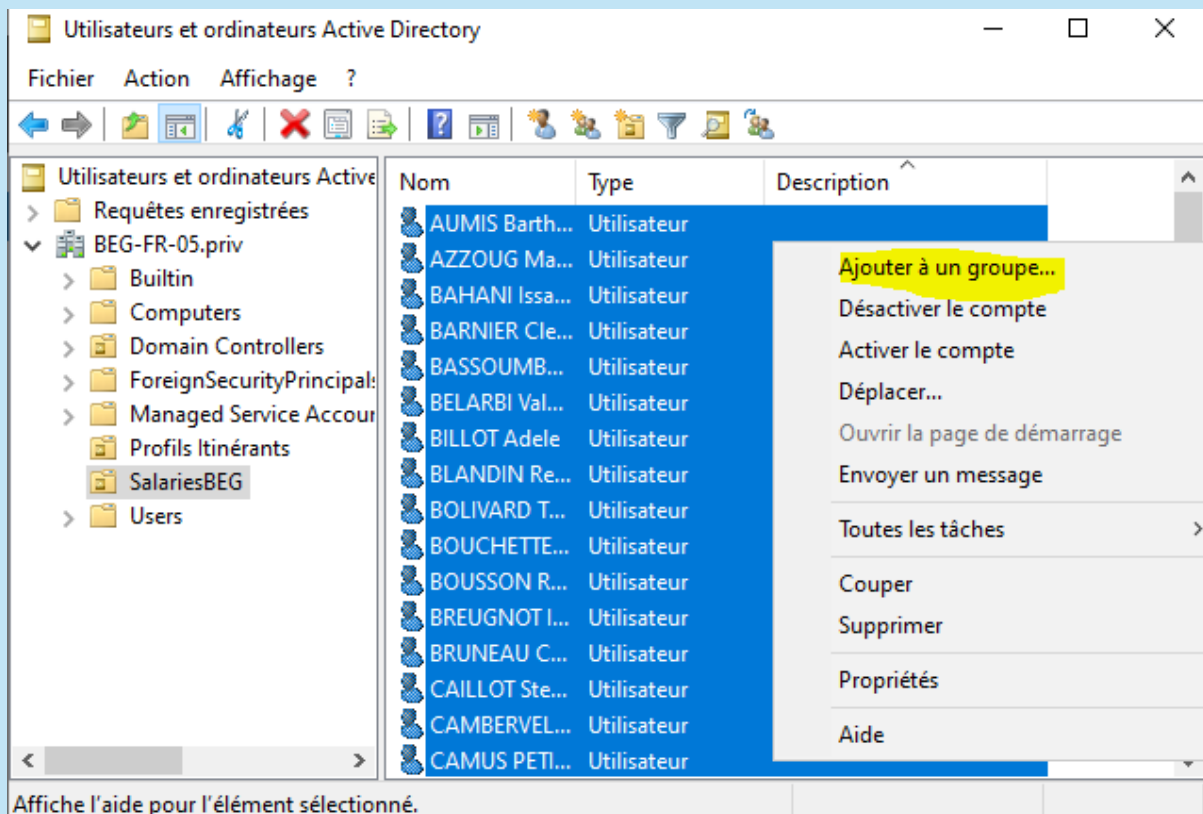 Utilisateurs et ordinateurs Active Directory
Fichier Action Affichage ?
Utilisateurs et ordinateurs Active
Requêtes enregistrées
BEG-FR-05.priv
Builtin
Computers
Domain Controllers
ForeignSecurityPrincipal
Managed Service Accour
Profils Itinérants
SalariesBEG
Users
Nom Type Description
AUMIS Barth... Utilisateur
AZZOUG Ma... Utilisateur
BAHANI Issa... Utilisateur
BARNIER Cle... Utilisateur
BASSOUMB... Utilisateur
BELARBI Val... Utilisateur
BILLOT Adele Utilisateur
BLANDIN Re... Utilisateur
BOLIVARD T... Utilisateur
BOUCHETTE... Utilisateur
BOUSSON R... Utilisateur
BREUGNOT I... Utilisateur
BRUNEAU C... Utilisateur
CAILLOT Ste... Utilisateur
CAMBERVEL... Utilisateur
CAMUS PETI... Utilisateur
Ajouter à un groupe...
Désactiver le compte
Activer le compte
Déplacer...
Ouvrir la page de démarrage
Envoyer un message
Toutes les tâches
Couper
Supprimer
Propriétés
Aide
Affiche l'aide pour l'élément sélectionné.